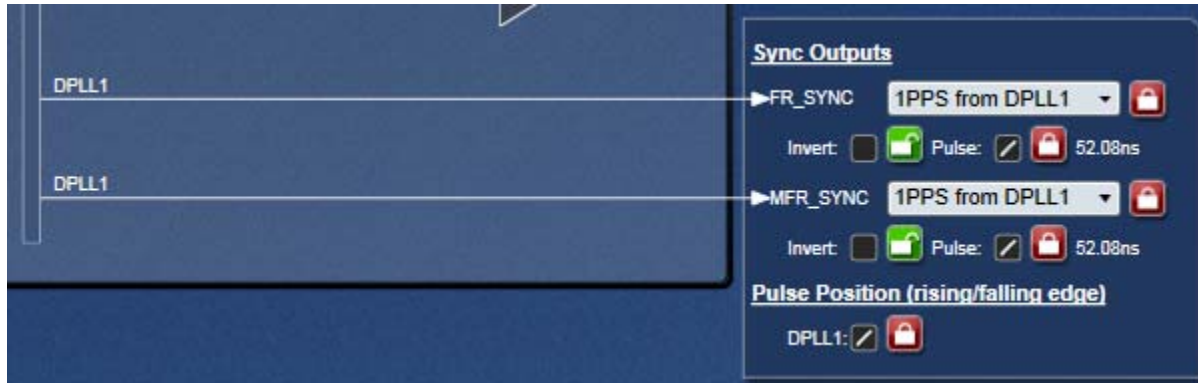 Sync Outputs
DPLL1
FR_SYNC 1PPS from DPLL1
Invert: Pulse: 52.08ns
DPLL1
MFR_SYNC 1PPS from DPLL1
Invert: Pulse: 52.08ns
Pulse Position (rising/falling edge)
DPLL1: